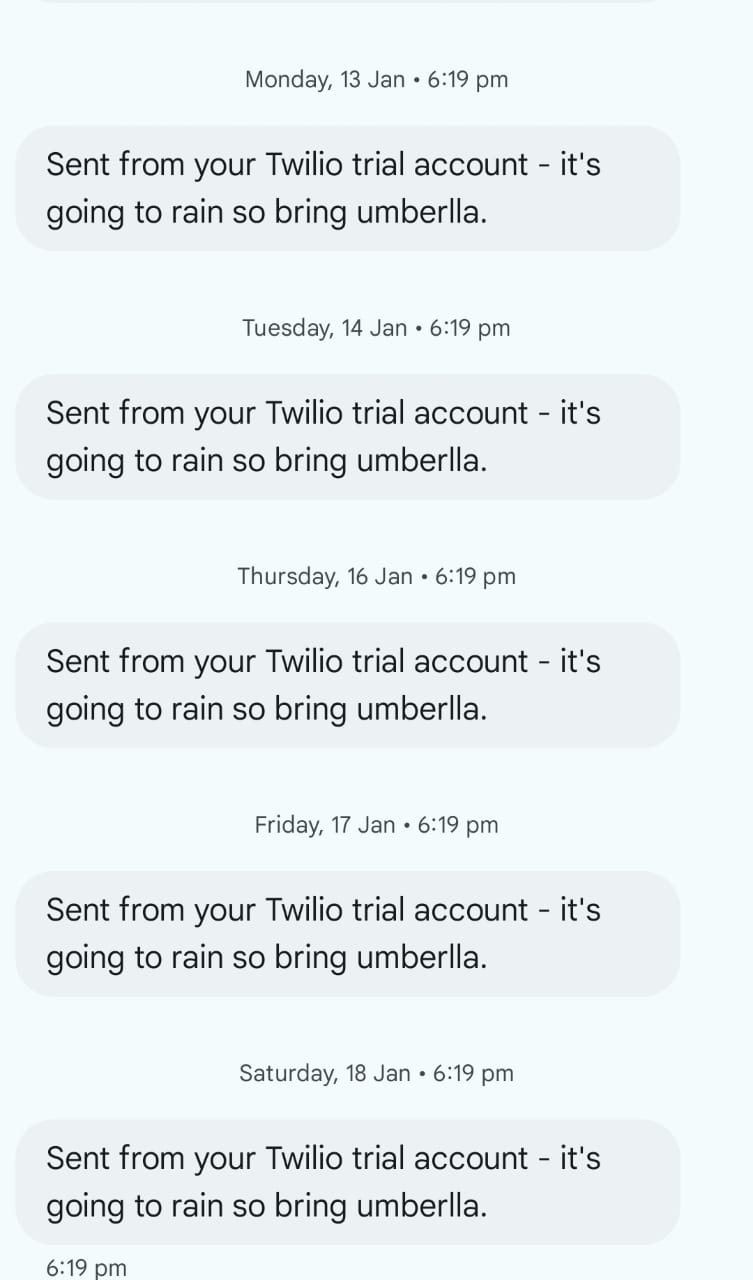 Monday, 13 Jan • 6:19 pm
Sent from your Twilio trial account - it's
going to rain so bring umberlla.
Tuesday, 14 Jan • 6:19 pm
Sent from your Twilio trial account - it's
going to rain so bring umberlla.
Thursday, 16 Jan • 6:19 pm
Sent from your Twilio trial account - it's
going to rain so bring umberlla.
Friday, 17 Jan • 6:19 pm
Sent from your Twilio trial account - it's
going to rain so bring umberlla.
Saturday, 18 Jan • 6:19 pm
Sent from your Twilio trial account - it's
going to rain so bring umberlla.
6:19 pm